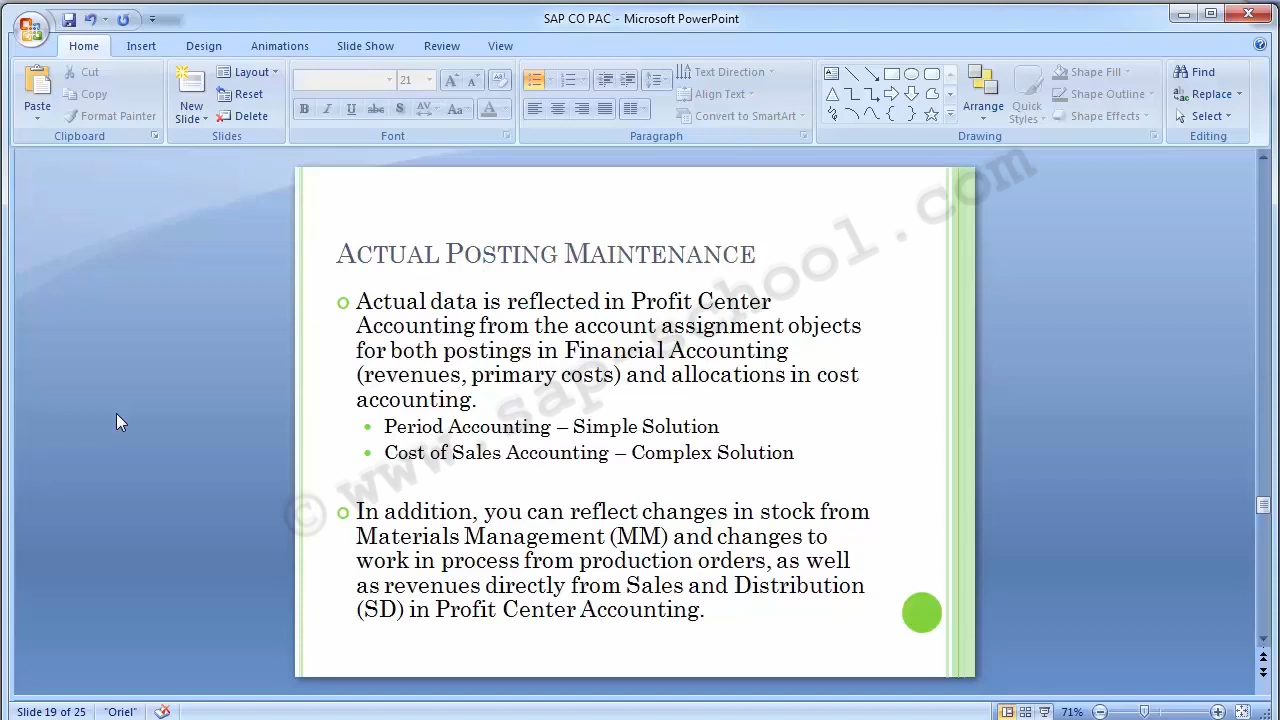 SAP CO PAC - Microsoft PowerPoint
Home Insert Design Animations Slide Show Review View
Paste
Cut
Copy
Format Painter
Clipboard
New Slide
Layout
Reset
Delete
Slides
21
Font
Text Direction
Align Text
Convert to SmartArt
Paragraph
Arrange
Quick Styles
Shape Fill
Shape Outline
Shape Effects
Drawing
Find
Replace
Select
Editing
ACTUAL POSTING MAINTENANCE
Actual data is reflected in Profit Center
Accounting from the account assignment objects
for both postings in Financial Accounting
(revenues, primary costs) and allocations in cost
accounting.
Period Accounting – Simple Solution
Cost of Sales Accounting – Complex Solution
In addition, you can reflect changes in stock from
Materials Management (MM) and changes to
work in process from production orders, as well
as revenues directly from Sales and Distribution
(SD) in Profit Center Accounting.
© www.sap-school.com
Slide 19 of 25 "Oriel" 71%